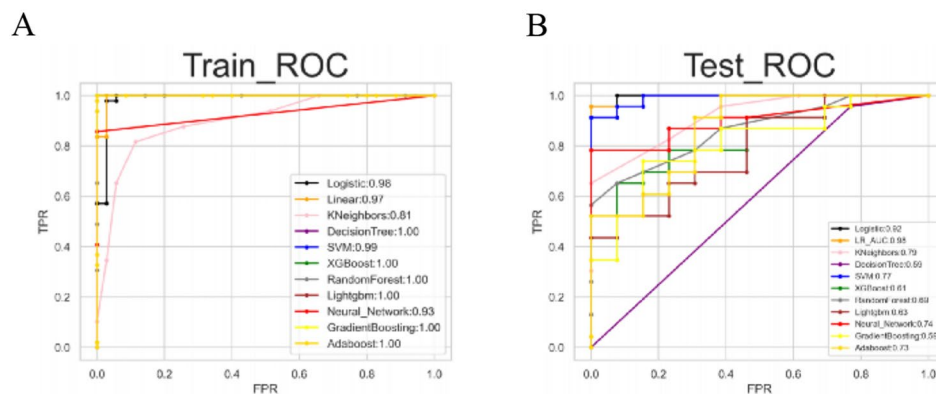 A
B
Train_ROC
1.0
0.8
0.6
0.4
0.2
0.0
TPR
0.0 0.2 0.4 0.6 0.8 1.0
FPR
Logistic:0.98
Linear:0.97
KNeighbors:0.81
DecisionTree:1.00
SVM:0.99
XGBoost:1.00
RandomForest:1.00
Lightgbm:1.00
Neural_Network:0.93
GradientBoosting:1.00
Adaboost:1.00
Test_ROC
1.0
0.8
0.6
0.4
0.2
0.0
TPR
0.0 0.2 0.4 0.6 0.8 1.0
FPR
Logistic:0.92
LR_AUC:0.98
KNeighbors:0.79
DecisionTree:0.59
SVM:0.77
XGBoost:0.61
RandomForest:0.69
Lightgbm:0.63
Neural_Network:0.74
GradientBoosting:0.59
Adaboost:0.73